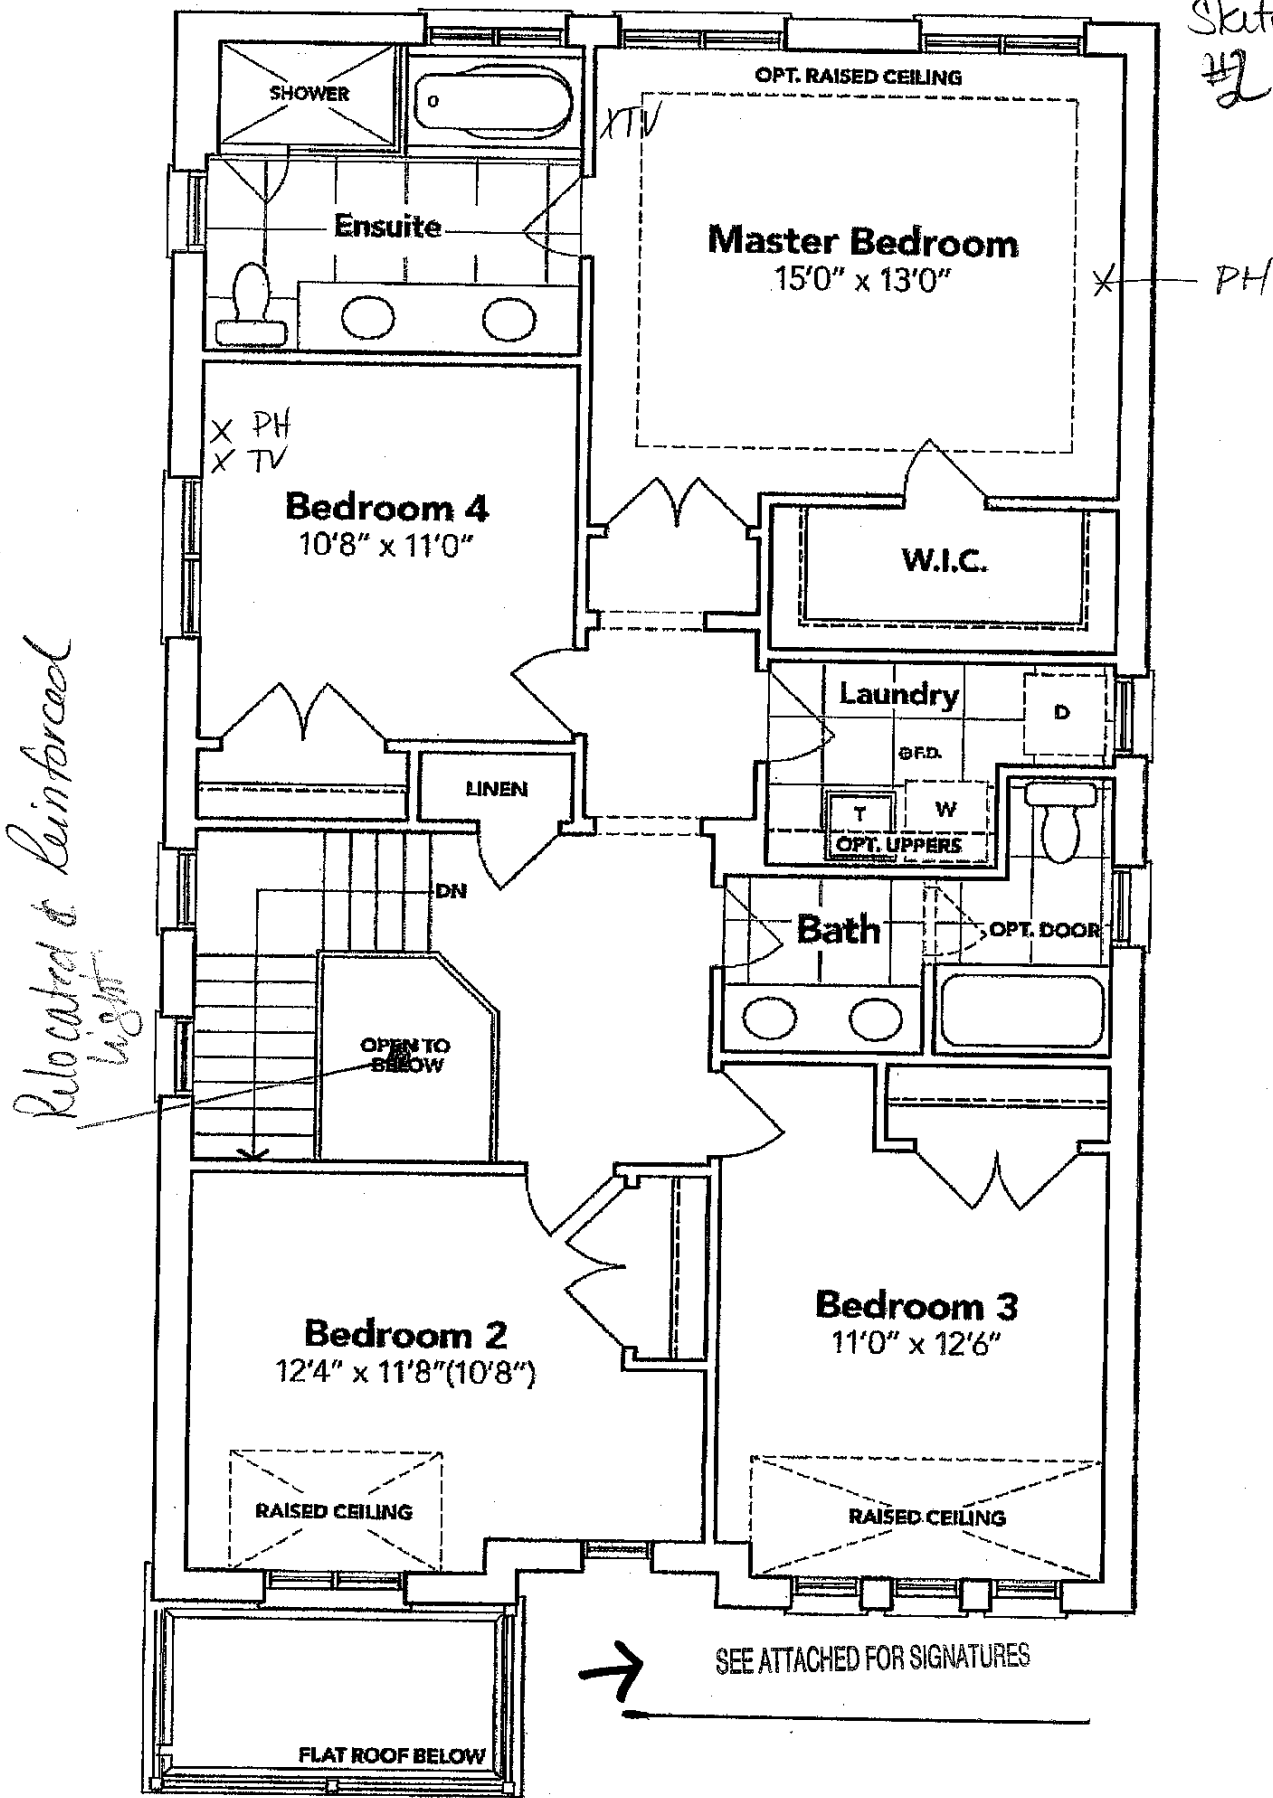 #2
SHOWER
OPT. RAISED CEILING
XTV
Ensuite
Master Bedroom
15'0" x 13'0"
X PH
X PH
X TV
Bedroom 4
10'8" x 11'0"
W.I.C.
Laundry
D
F.D.
LINEN
T
W
OPT. UPPERS
DN
Bath
OPT. DOOR
OPEN TO
BELOW
Relocated & Reinforced
Light
Bedroom 2
12'4" x 11'8"(10'8")
Bedroom 3
11'0" x 12'6"
RAISED CEILING
RAISED CEILING
SEE ATTACHED FOR SIGNATURES
FLAT ROOF BELOW